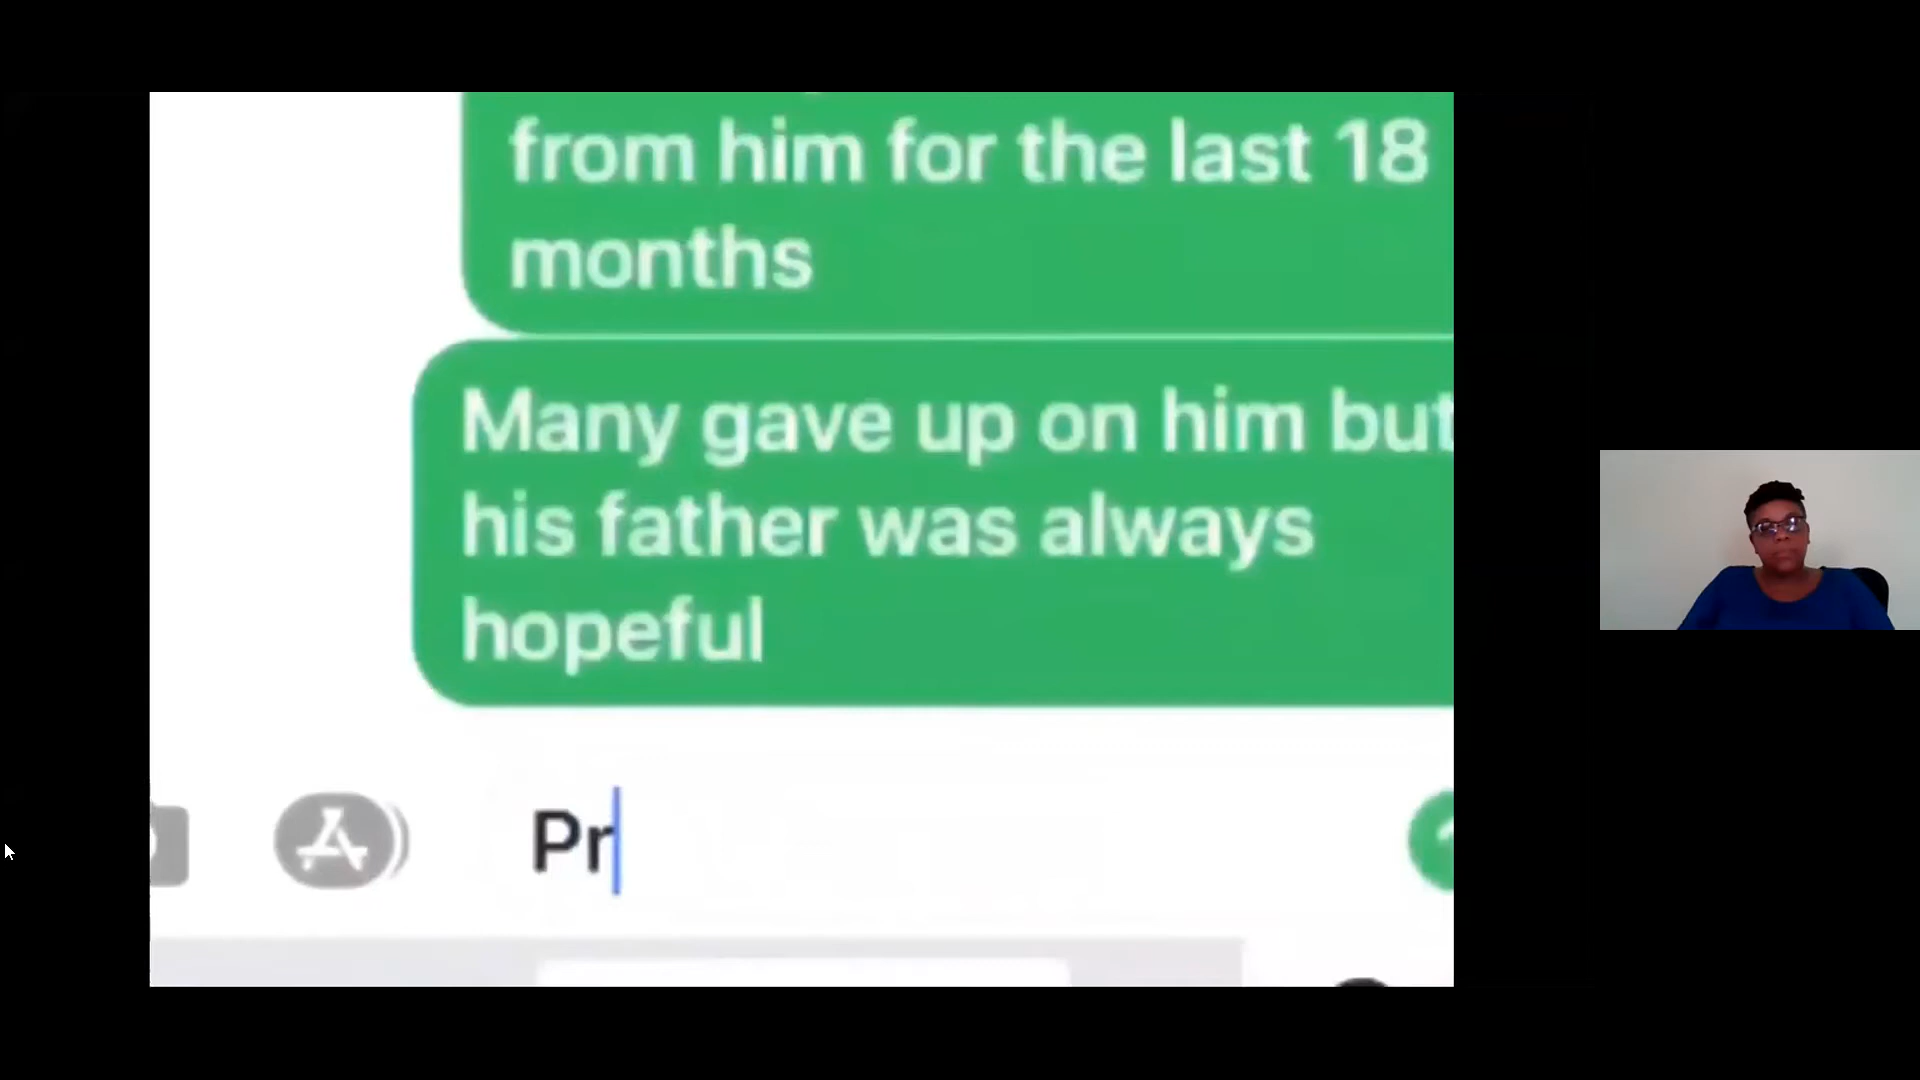 from him for the last 18
months
Many gave up on him but
his father was always
hopeful
Pr